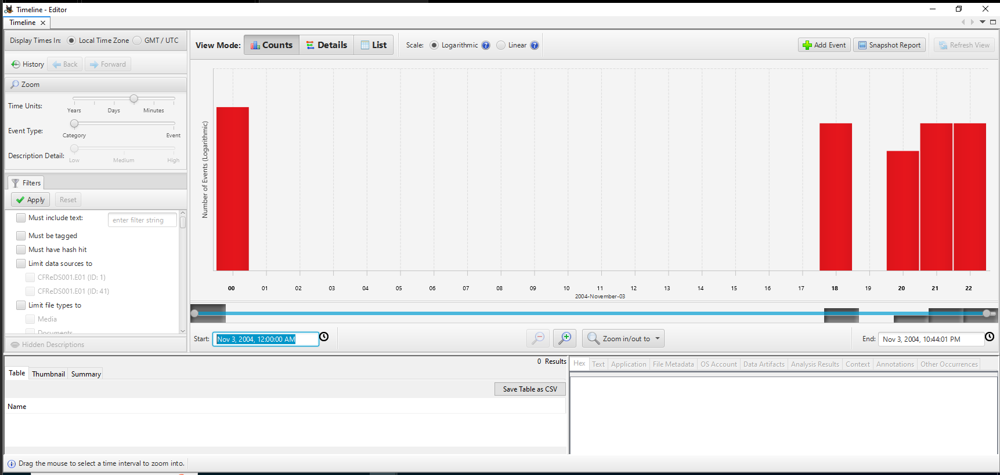 Timeline - Editor
Timeline
Display Times In: Local Time Zone GMT / UTC
History Back Forward
Zoom
Time Units:
Years Days Minutes
Event Type:
Category Event
Description Detail:
Low Medium High
Filters
Apply Reset
Must include text: enter filter string
Must be tagged
Must have hash hit
Limit data sources to
CFReDS001.E01 (ID: 1)
CFReDS001.E01 (ID: 41)
Limit file types to
Media
Documents
Hidden Descriptions
View Mode: Counts Details List Scale: Logarithmic ? Linear ? Add Event Snapshot Report Refresh View
Number of Events (Logarithmic)
00 01 02 03 04 05 06 07 08 09 10 11 12 13 14 15 16 17 18 19 20 21 22
2004-November-03
Start: Nov 3, 2004, 12:00:00 AM Zoom in/out to End: Nov 3, 2004, 10:44:01 PM
0 Results
Table Thumbnail Summary
Save Table as CSV
Name
Hex Text Application File Metadata OS Account Data Artifacts Analysis Results Context Annotations Other Occurrences
Drag the mouse to select a time interval to zoom into.